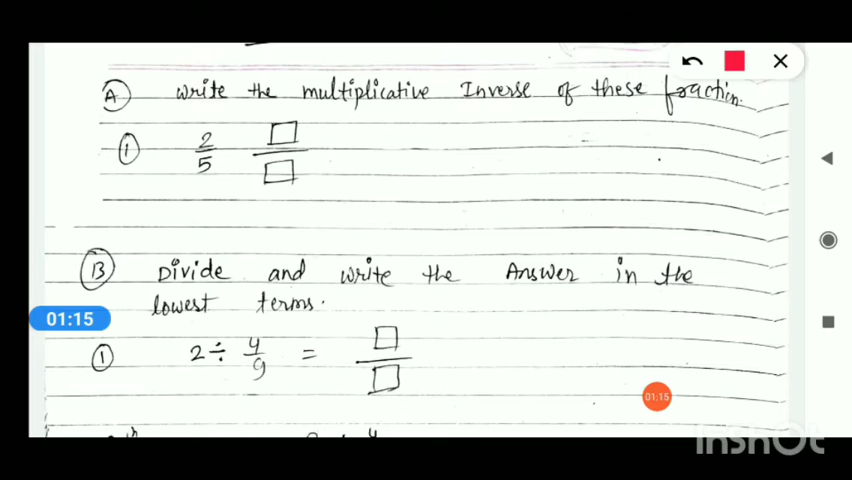 A Write the multiplicative Inverse of these fraction.
1 2/5 □/□
B Divide and write the Answer in the
lowest terms.
01:15
1 2 ÷ 4/9 = □/□
01:15
InShOt